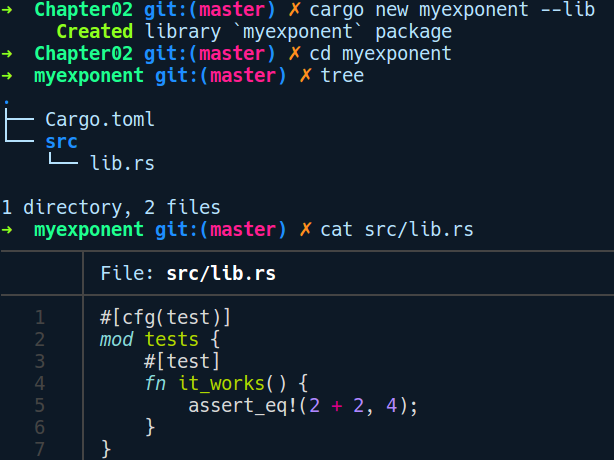 ➜ Chapter02 git:(master) ✗ cargo new myexponent --lib
Created library `myexponent` package
➜ Chapter02 git:(master) ✗ cd myexponent
➜ myexponent git:(master) ✗ tree
.
├── Cargo.toml
└── src
    └── lib.rs
1 directory, 2 files
➜ myexponent git:(master) ✗ cat src/lib.rs
File: src/lib.rs
1 #[cfg(test)]
2 mod tests {
3     #[test]
4     fn it_works() {
5         assert_eq!(2 + 2, 4);
6     }
7 }